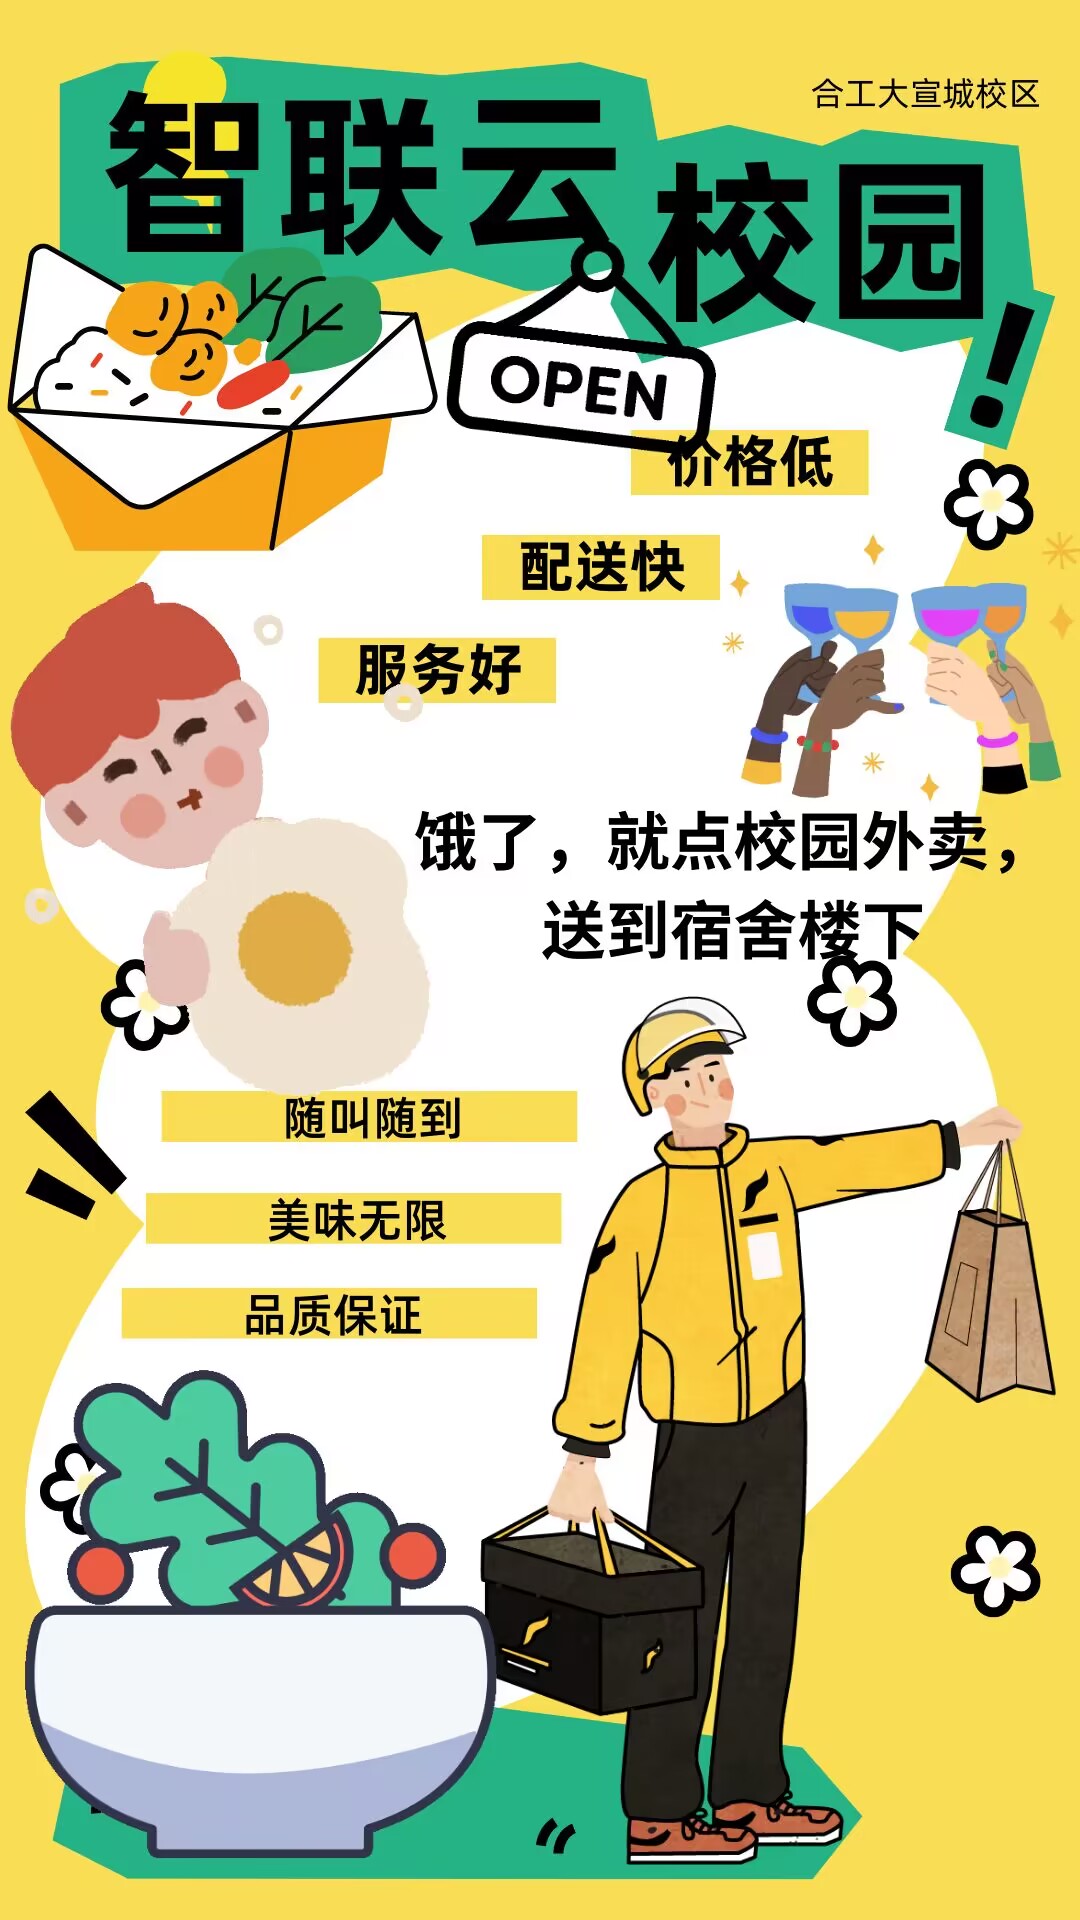 合工大宣城校区
智联云校园!
OPEN
价格低
配送快
服务好
饿了，就点校园外卖，
送到宿舍楼下
随叫随到
美味无限
品质保证